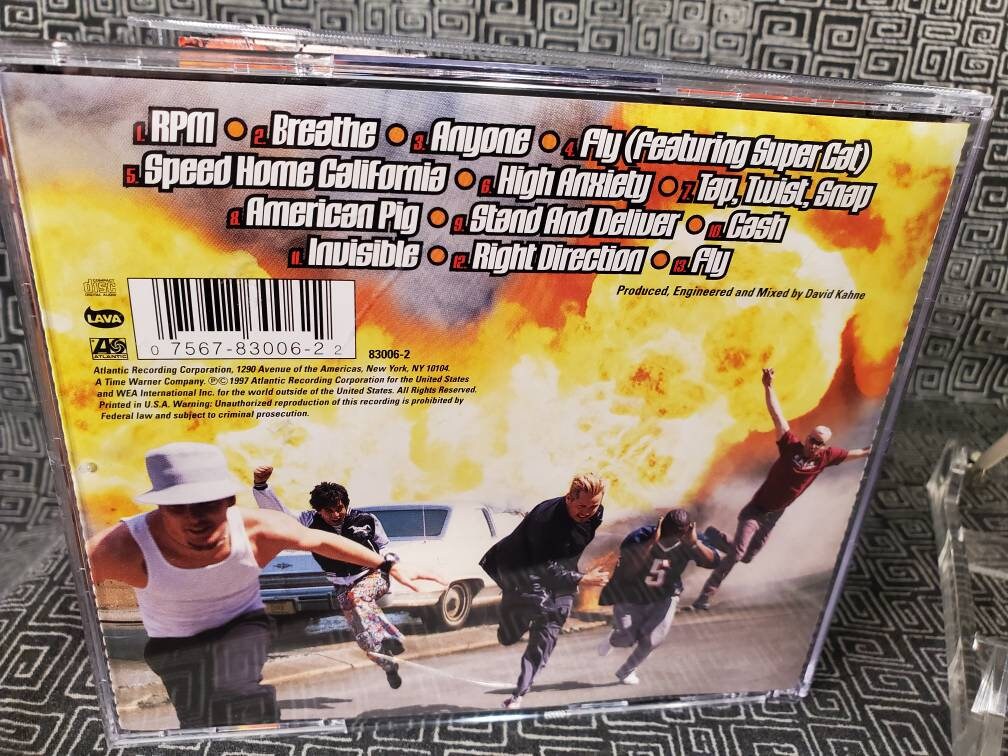 1. RPM • 2. Breathe • 3. Anyone • 4. Fly (Featuring Super Cat)
5. Speed Home California • 6. High Anxiety • 7. Tap, Twist, Snap
8. American Pig • 9. Stand And Deliver • 10. Cash
11. Invisible • 12. Right Direction • 13. Fly
Produced, Engineered and Mixed by David Kahne
COMPACT
disc
DIGITAL AUDIO
LAVA
ATLANTIC
0 7567-83006-2 2
83006-2
Atlantic Recording Corporation, 1290 Avenue of the Americas, New York, NY 10104.
A Time Warner Company. ℗© 1997 Atlantic Recording Corporation for the United States
and WEA International Inc. for the world outside of the United States. All Rights Reserved.
Printed in U.S.A. Warning: Unauthorized reproduction of this recording is prohibited by
Federal law and subject to criminal prosecution.
5